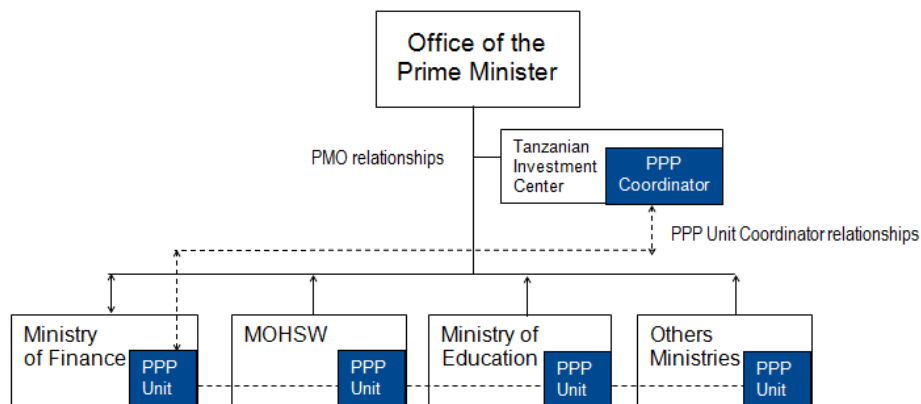 Office of the
Prime Minister
PMO relationships
Tanzanian
Investment
Center
PPP
Coordinator
PPP Unit Coordinator relationships
Ministry
of Finance
PPP
Unit
MOHSW
PPP
Unit
Ministry of
Education
PPP
Unit
Others
Ministries
PPP
Unit